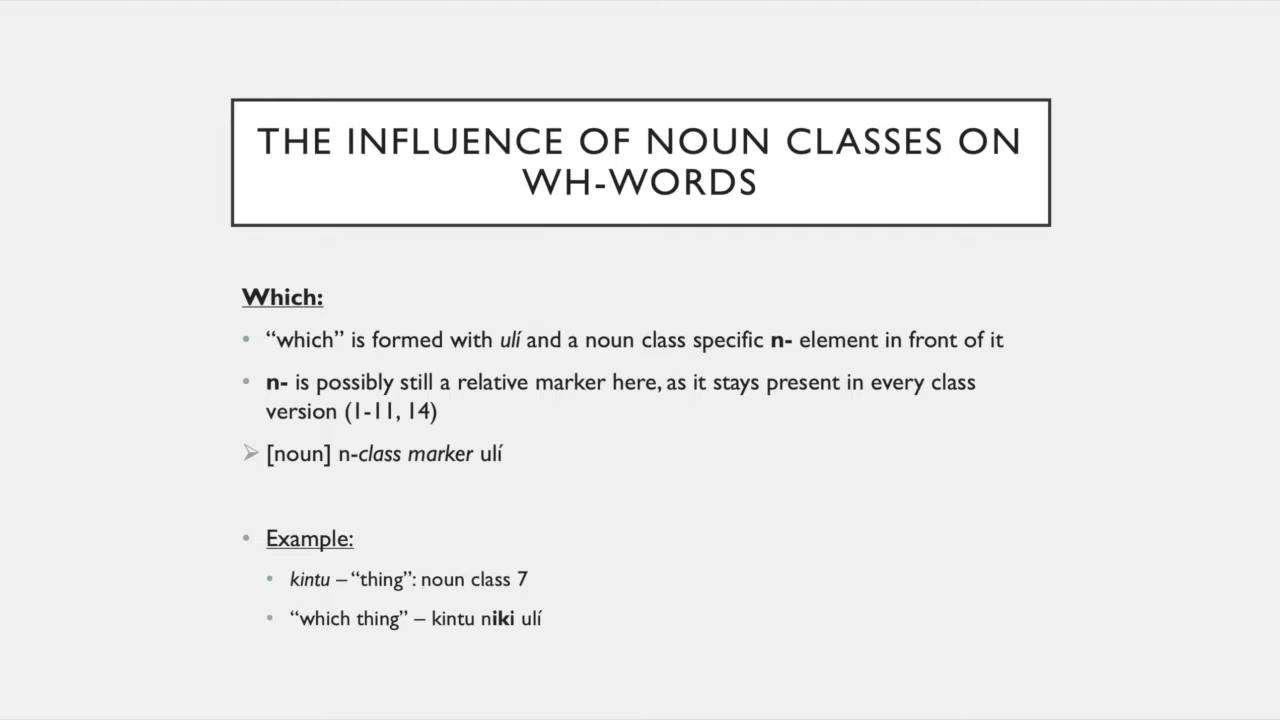 THE INFLUENCE OF NOUN CLASSES ON
WH-WORDS
Which:
• “which” is formed with ulí and a noun class specific n- element in front of it
• n- is possibly still a relative marker here, as it stays present in every class
version (1-11, 14)
➢ [noun] n-class marker ulí
• Example:
• kintu – “thing”: noun class 7
• “which thing” – kintu niki ulí